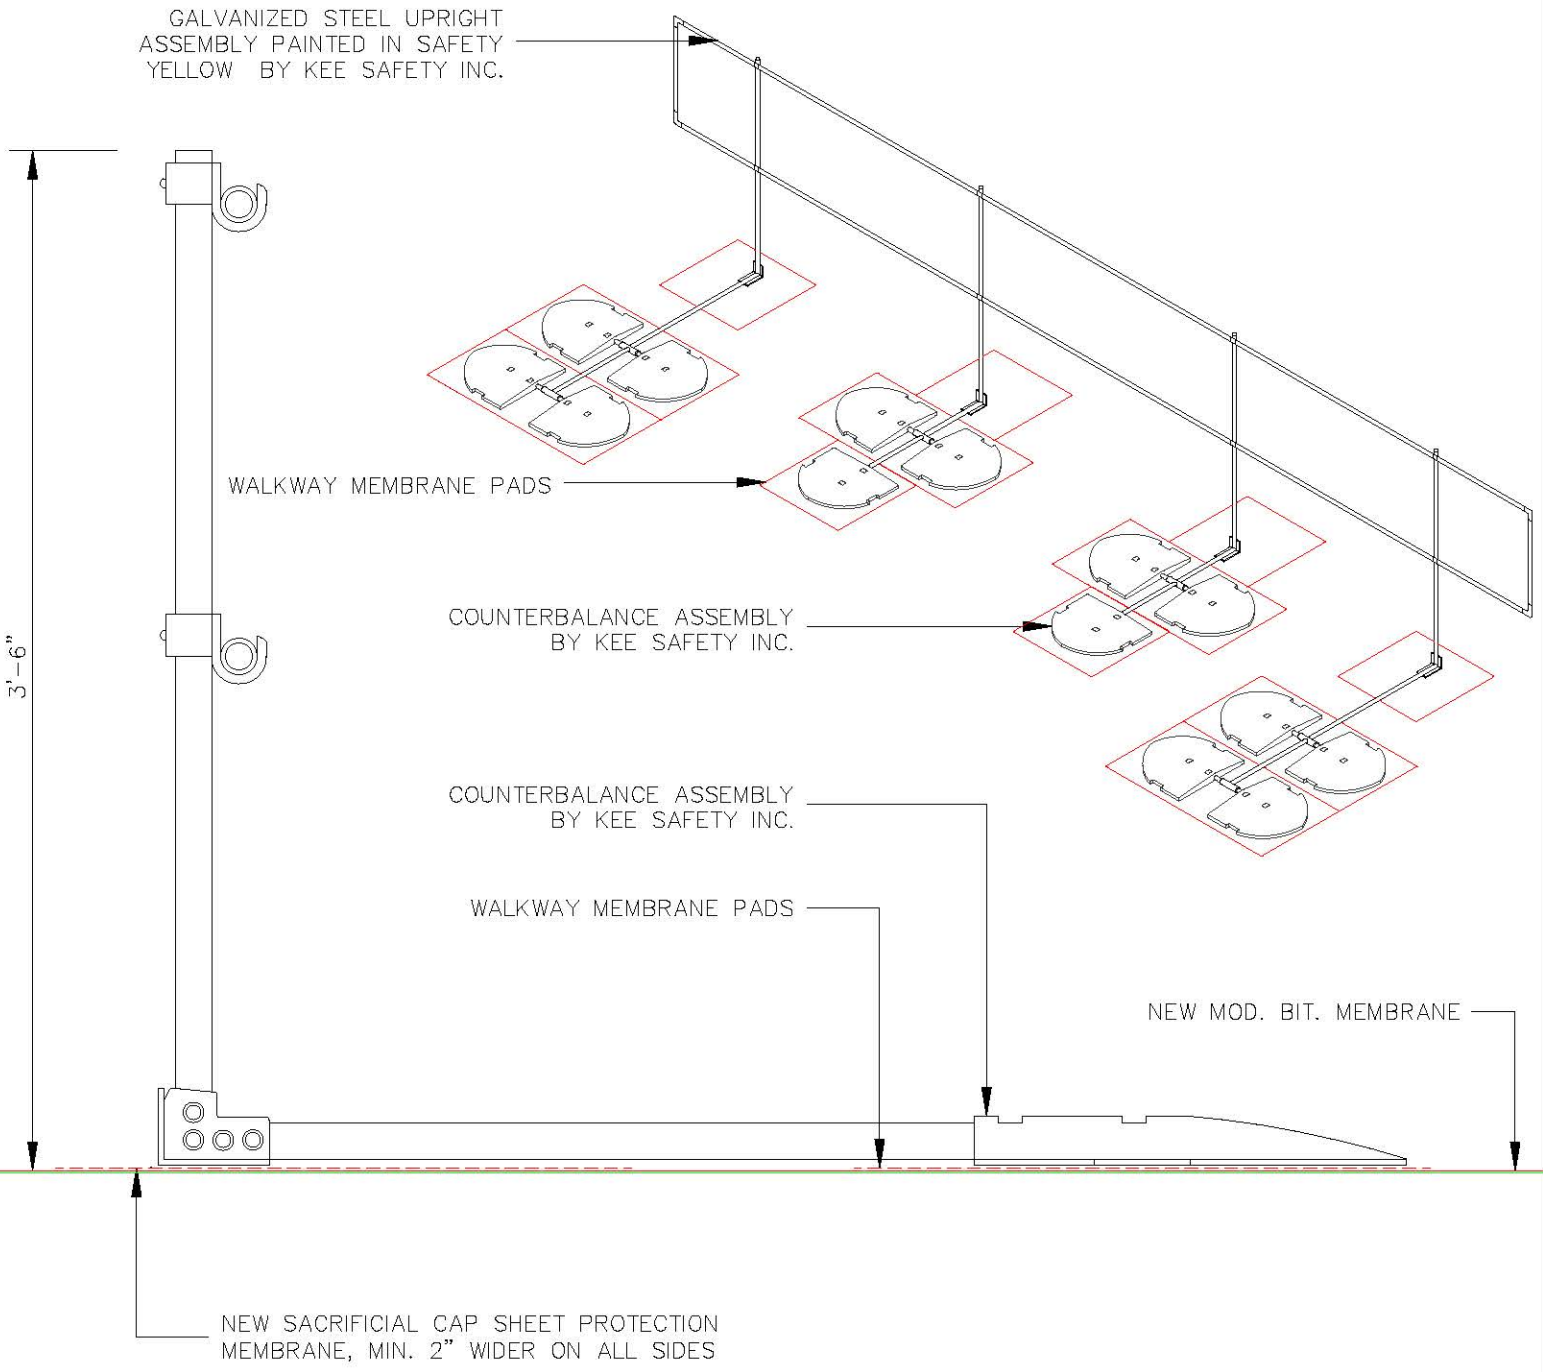 GALVANIZED STEEL UPRIGHT
ASSEMBLY PAINTED IN SAFETY
YELLOW BY KEE SAFETY INC.
WALKWAY MEMBRANE PADS
COUNTERBALANCE ASSEMBLY
BY KEE SAFETY INC.
3'-6"
COUNTERBALANCE ASSEMBLY
BY KEE SAFETY INC.
WALKWAY MEMBRANE PADS
NEW MOD. BIT. MEMBRANE
NEW SACRIFICIAL CAP SHEET PROTECTION
MEMBRANE, MIN. 2" WIDER ON ALL SIDES